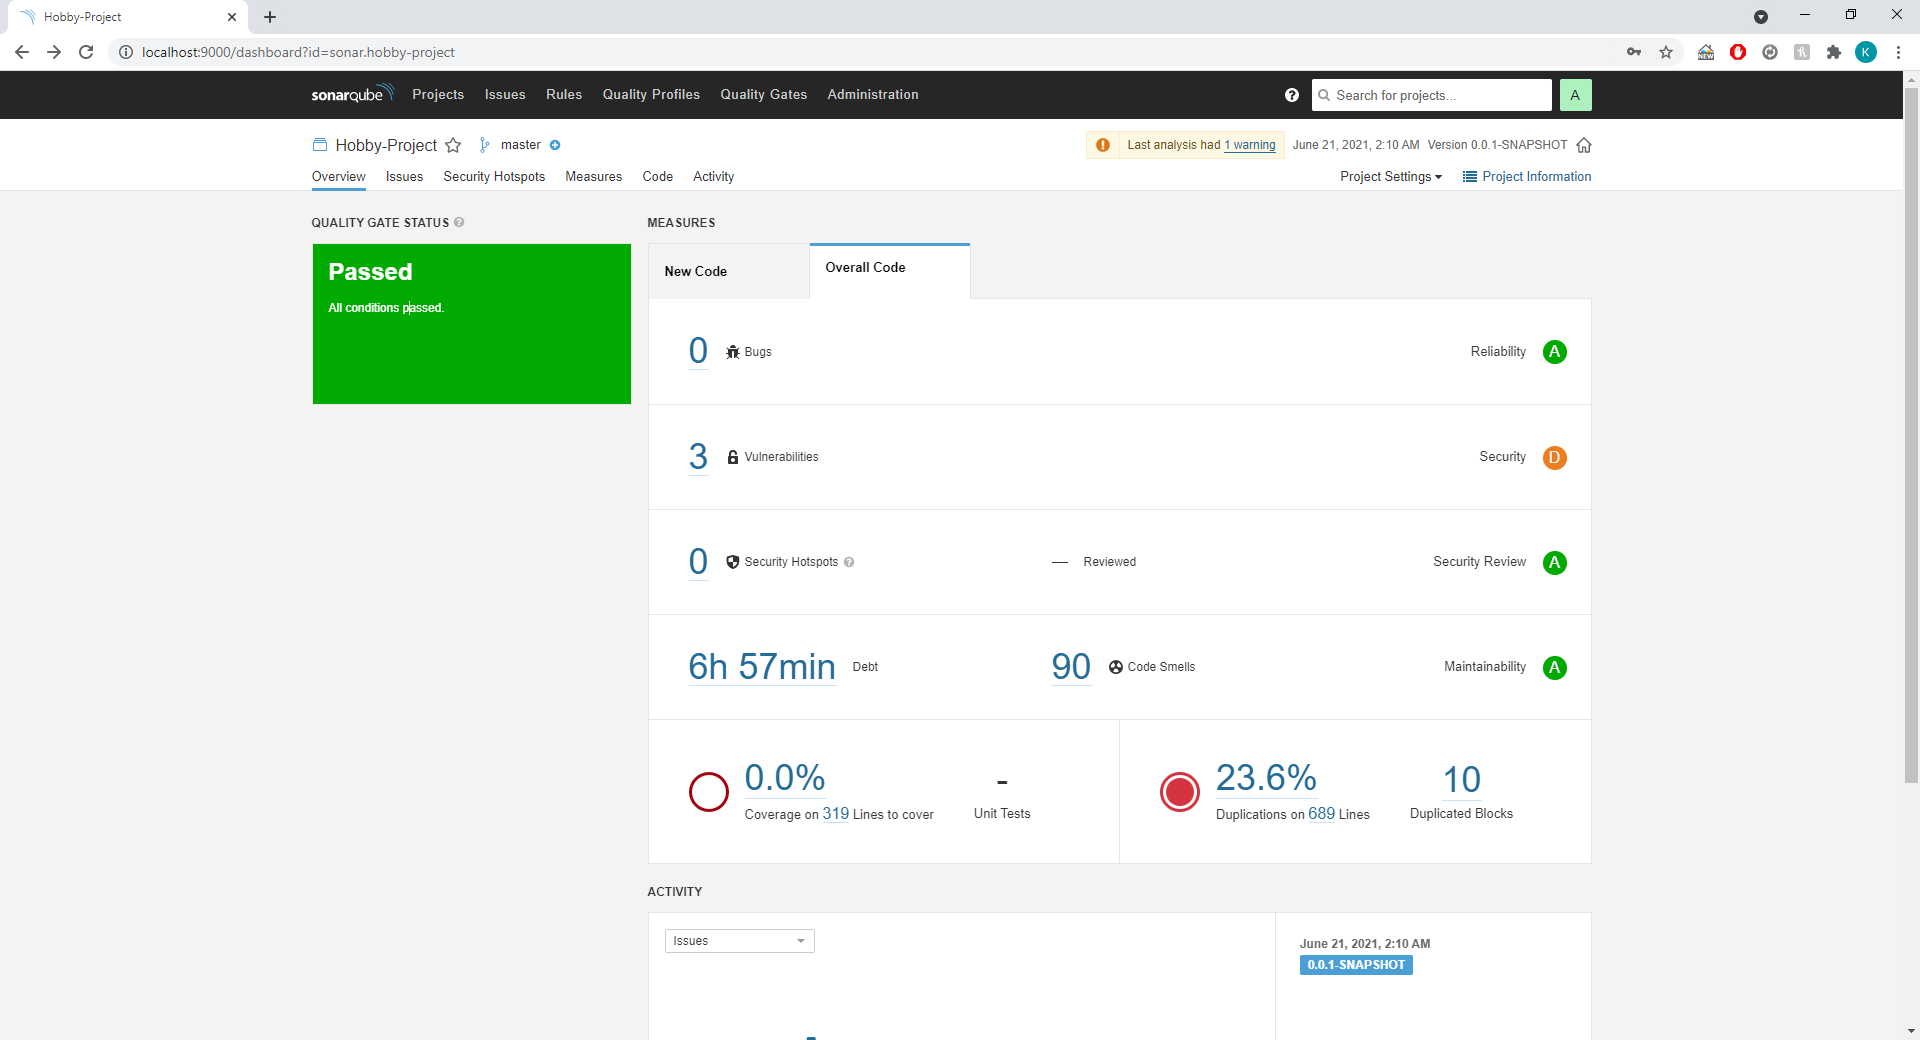 Hobby-Project
localhost:9000/dashboard?id=sonar.hobby-project
NEW
K
sonarqube Projects Issues Rules Quality Profiles Quality Gates Administration
Search for projects...
A
Hobby-Project master
Last analysis had 1 warning June 21, 2021, 2:10 AM Version 0.0.1-SNAPSHOT
Overview Issues Security Hotspots Measures Code Activity
Project Settings Project Information
QUALITY GATE STATUS ?
Passed
All conditions passed.
MEASURES
New Code
Overall Code
0 Bugs Reliability A
3 Vulnerabilities Security D
0 Security Hotspots ? — Reviewed Security Review A
6h 57min Debt 90 Code Smells Maintainability A
0.0%
Coverage on 319 Lines to cover
-
Unit Tests
23.6%
Duplications on 689 Lines
10
Duplicated Blocks
ACTIVITY
Issues
June 21, 2021, 2:10 AM
0.0.1-SNAPSHOT